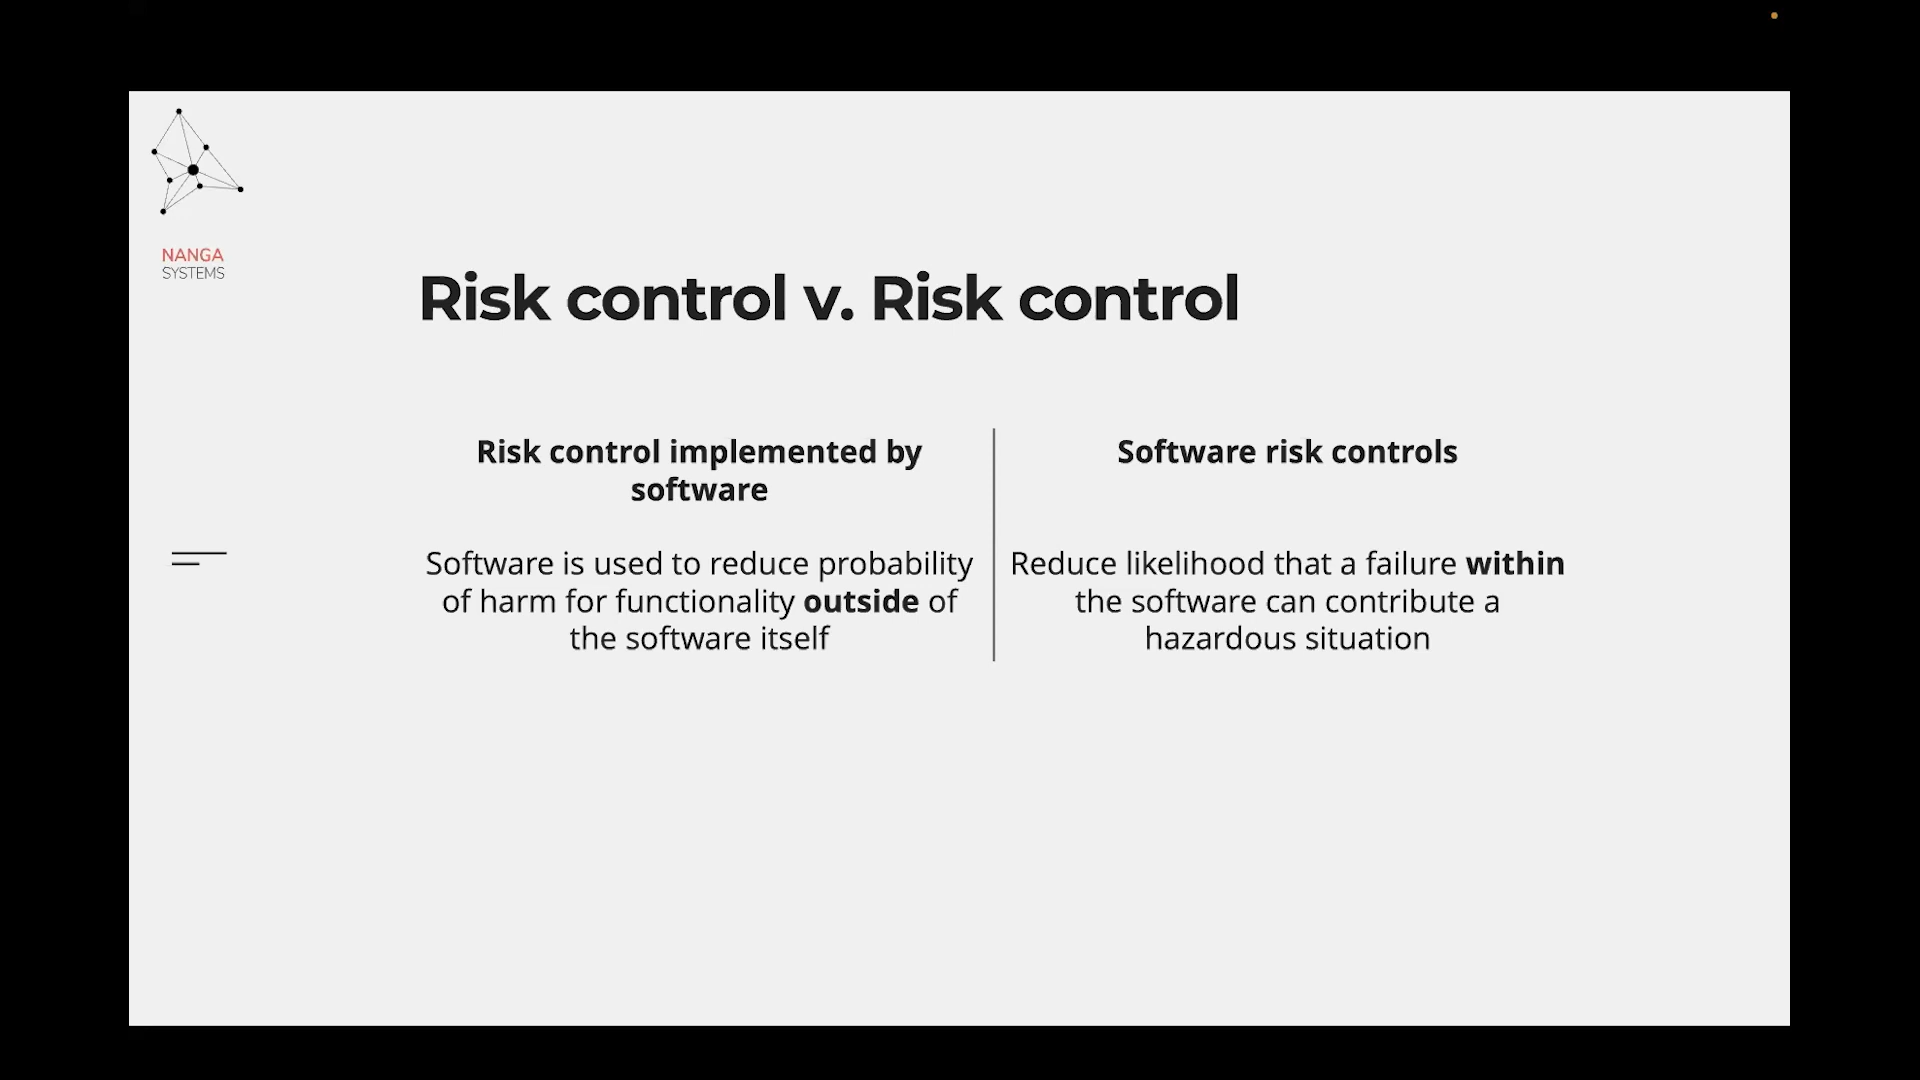 NANGA
SYSTEMS
Risk control v. Risk control
Risk control implemented by
software
Software is used to reduce probability
of harm for functionality outside of
the software itself
Software risk controls
Reduce likelihood that a failure within
the software can contribute a
hazardous situation